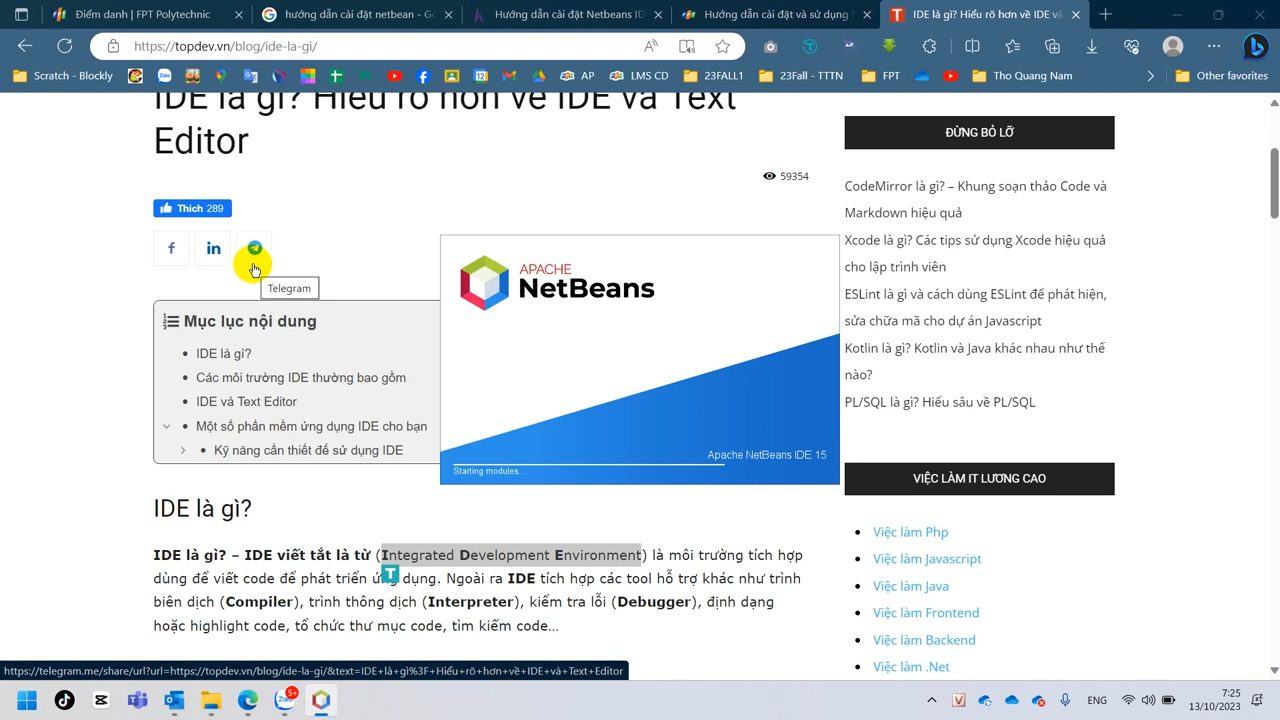 Điểm danh | FPT Polytechnic
hướng dẫn cài đặt netbean - Go
Hướng dẫn cài đặt NetBeans ID
Hướng dẫn cài đặt và sử dụng
IDE là gì? Hiểu rõ hơn về IDE và
https://topdev.vn/blog/ide-la-gi/
Scratch - Blockly
AP
LMS CD
23FALL1
23Fall - TTTN
FPT
Tho Quang Nam
Other favorites
IDE là gì? Hiểu rõ hơn về IDE và Text
Editor
59354
Thích 289
Telegram
Mục lục nội dung
IDE là gì?
Các môi trường IDE thường bao gồm
IDE và Text Editor
Một số phần mềm ứng dụng IDE cho bạn
Kỹ năng cần thiết để sử dụng IDE
APACHE
NetBeans
Apache NetBeans IDE 15
Starting modules...
IDE là gì?
IDE là gì? – IDE viết tắt là từ (Integrated Development Environment) là môi trường tích hợp
dùng để viết code để phát triển ứng dụng. Ngoài ra IDE tích hợp các tool hỗ trợ khác như trình
biên dịch (Compiler), trình thông dịch (Interpreter), kiểm tra lỗi (Debugger), định dạng
hoặc highlight code, tổ chức thư mục code, tìm kiếm code…
ĐỪNG BỎ LỠ
CodeMirror là gì? – Khung soạn thảo Code và
Markdown hiệu quả
Xcode là gì? Các tips sử dụng Xcode hiệu quả
cho lập trình viên
ESLint là gì và cách dùng ESLint để phát hiện,
sửa chữa mã cho dự án Javascript
Kotlin là gì? Kotlin và Java khác nhau như thế
nào?
PL/SQL là gì? Hiểu sâu về PL/SQL
VIỆC LÀM IT LƯƠNG CAO
Việc làm Php
Việc làm Javascript
Việc làm Java
Việc làm Frontend
Việc làm Backend
Việc làm .Net
https://telegram.me/share/url?url=https://topdev.vn/blog/ide-la-gi/&text=IDE+là+gì%3F+Hiểu+rõ+hơn+về+IDE+và+Text+Editor
5+
ENG
7:25
13/10/2023